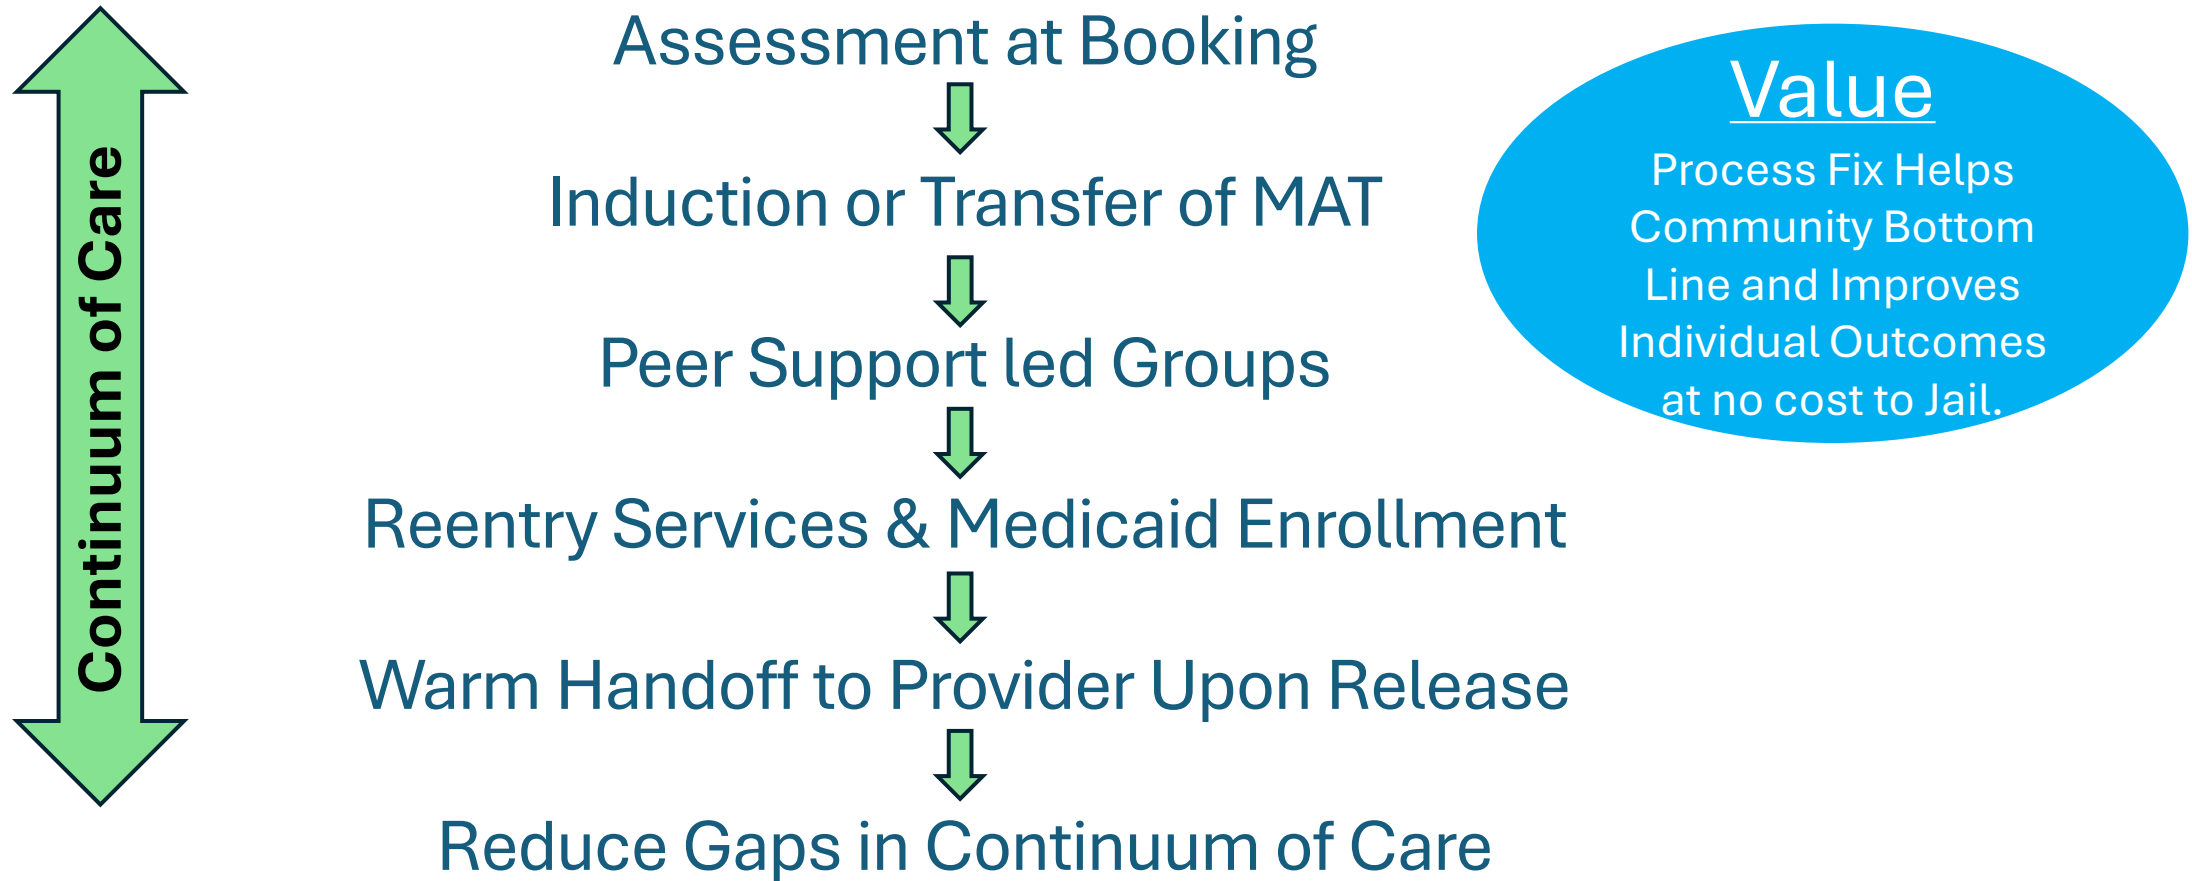 Continuum of Care
Assessment at Booking
Induction or Transfer of MAT
Peer Support led Groups
Reentry Services & Medicaid Enrollment
Warm Handoff to Provider Upon Release
Reduce Gaps in Continuum of Care
Value
Process Fix Helps
Community Bottom
Line and Improves
Individual Outcomes
at no cost to Jail.